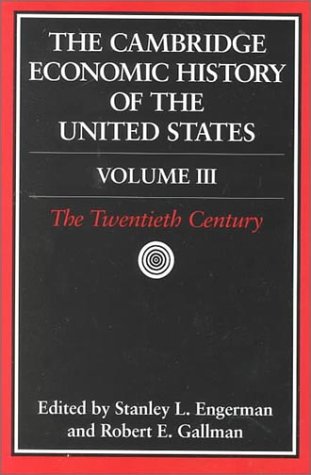 THE CAMBRIDGE
ECONOMIC HISTORY
OF THE
UNITED STATES
VOLUME III
The Twentieth Century
Edited by Stanley L. Engerman
and Robert E. Gallman